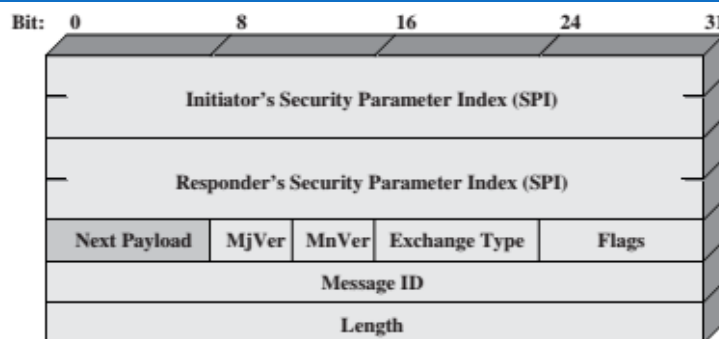 Bit: 0 8 16 24 31
Initiator's Security Parameter Index (SPI)
Responder's Security Parameter Index (SPI)
Next Payload MjVer MnVer Exchange Type Flags
Message ID
Length